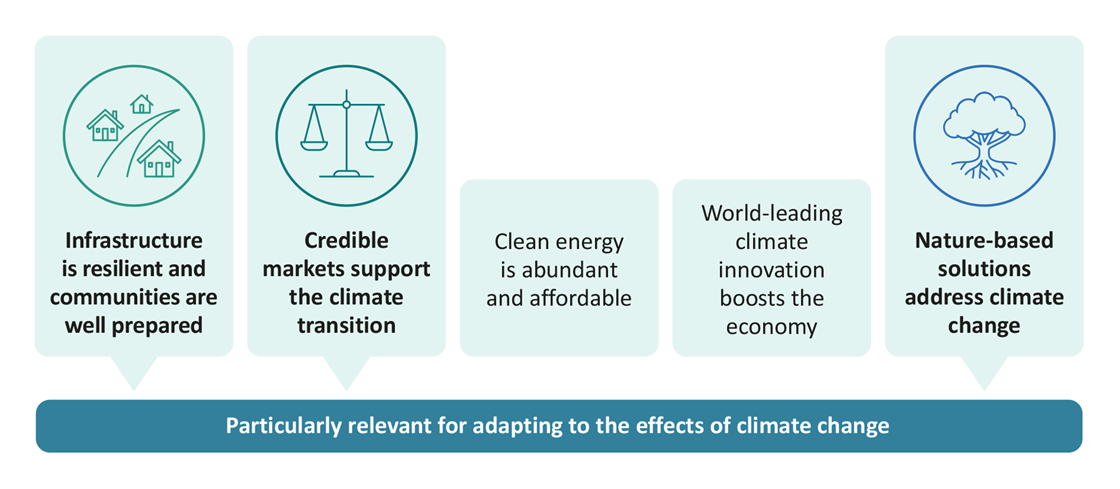 Infrastructure
is resilient and
communities are
well prepared
Credible
markets support
the climate
transition
Clean energy
is abundant
and affordable
World-leading
climate
innovation
boosts the
economy
Nature-based
solutions
address climate
change
Particularly relevant for adapting to the effects of climate change